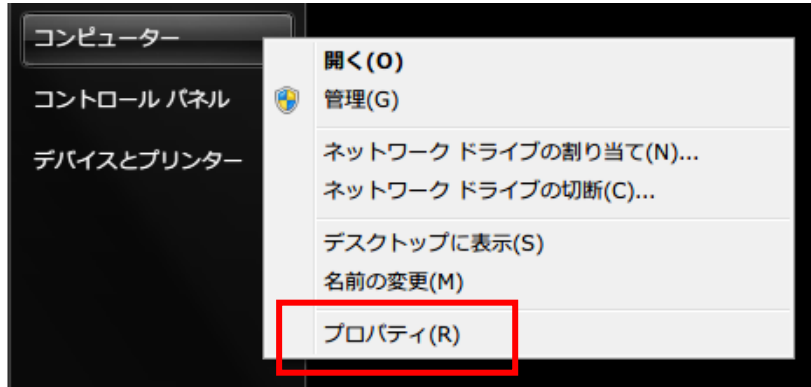 コンピューター
開く(O)
コントロール パネル
管理(G)
デバイスとプリンター
ネットワーク ドライブの割り当て(N)...
ネットワーク ドライブの切断(C)...
デスクトップに表示(S)
名前の変更(M)
プロパティ(R)